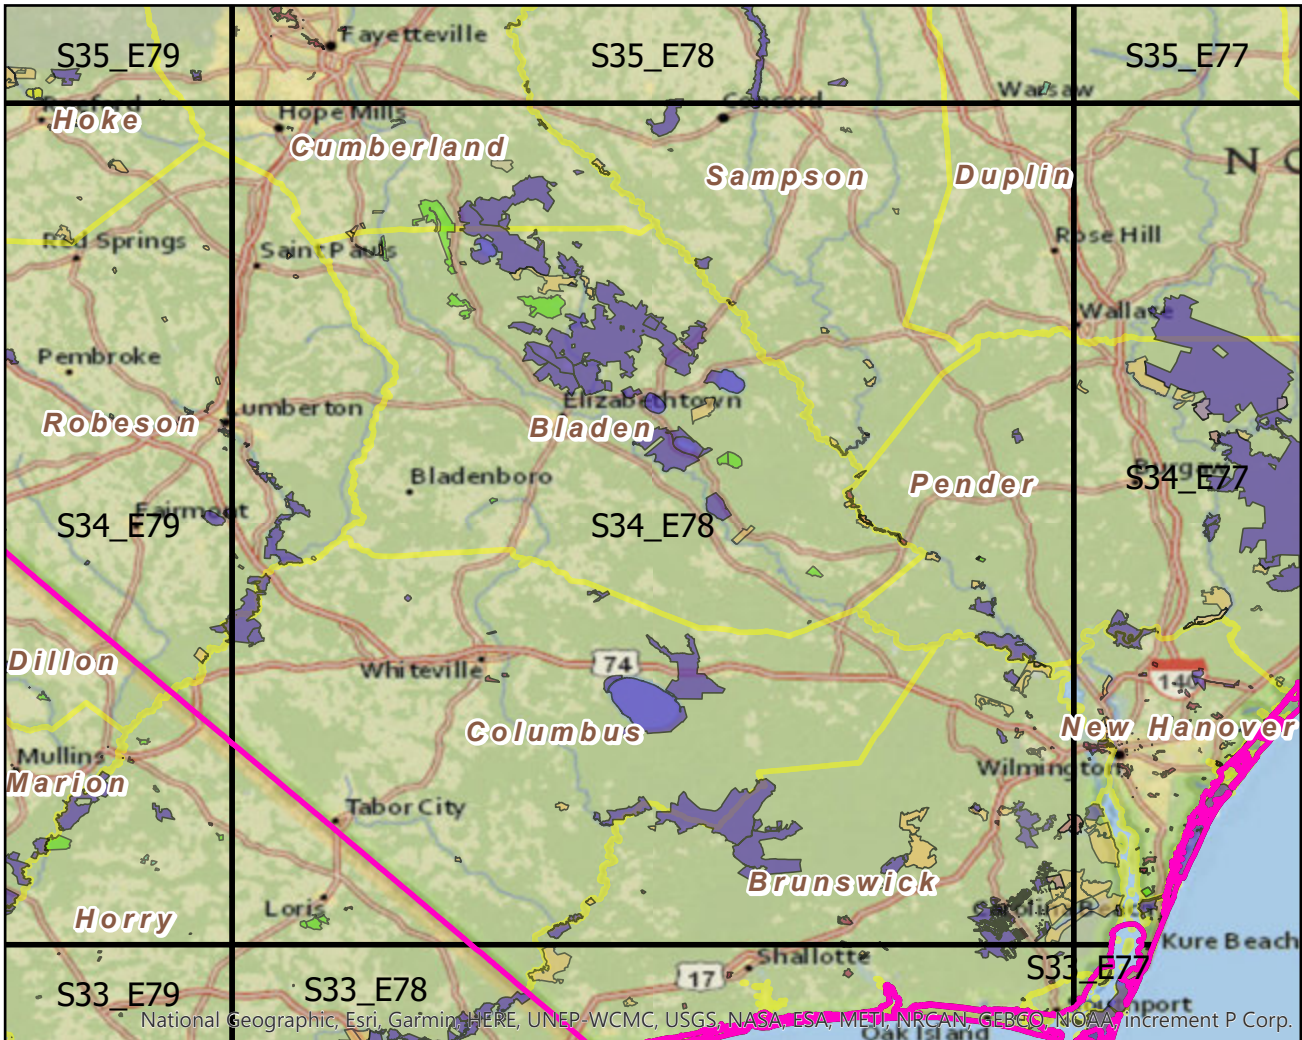 Fayetteville
S35_E79
S35_E78
S35_E77
Warsaw
Concord
Hope Mills
Hoke
Cumberland
N C
Sampson
Duplin
Red Springs
Saint Pauls
Rose Hill
Wallace
Pembroke
Elizabethtown
Lumberton
Robeson
Bladen
Bladenboro
Pender
S34_E77
Fairmont
S34_E79
S34_E78
Dillon
Whiteville
74
140
Columbus
New Hanover
Mullins
Wilmington
Marion
Tabor City
Brunswick
Loris
Carolina Beach
Horry
Kure Beach
Shallotte
S33_E77
17
S33_E79
S33_E78
Southport
National Geographic, Esri, Garmin, HERE, UNEP-WCMC, USGS, NASA, ESA, METI, NRCAN, GEBCO, NOAA, increment P Corp.
Oak Island